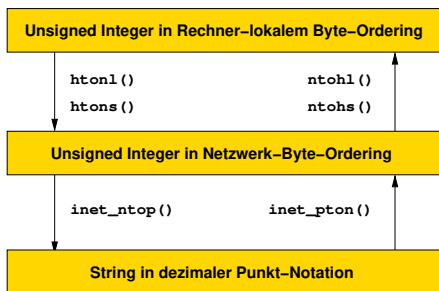 Unsigned Integer in Rechner−lokalem Byte−Ordering
htonl() ntohl()
htons() ntohs()
Unsigned Integer in Netzwerk−Byte−Ordering
inet_ntop() inet_pton()
String in dezimaler Punkt−Notation